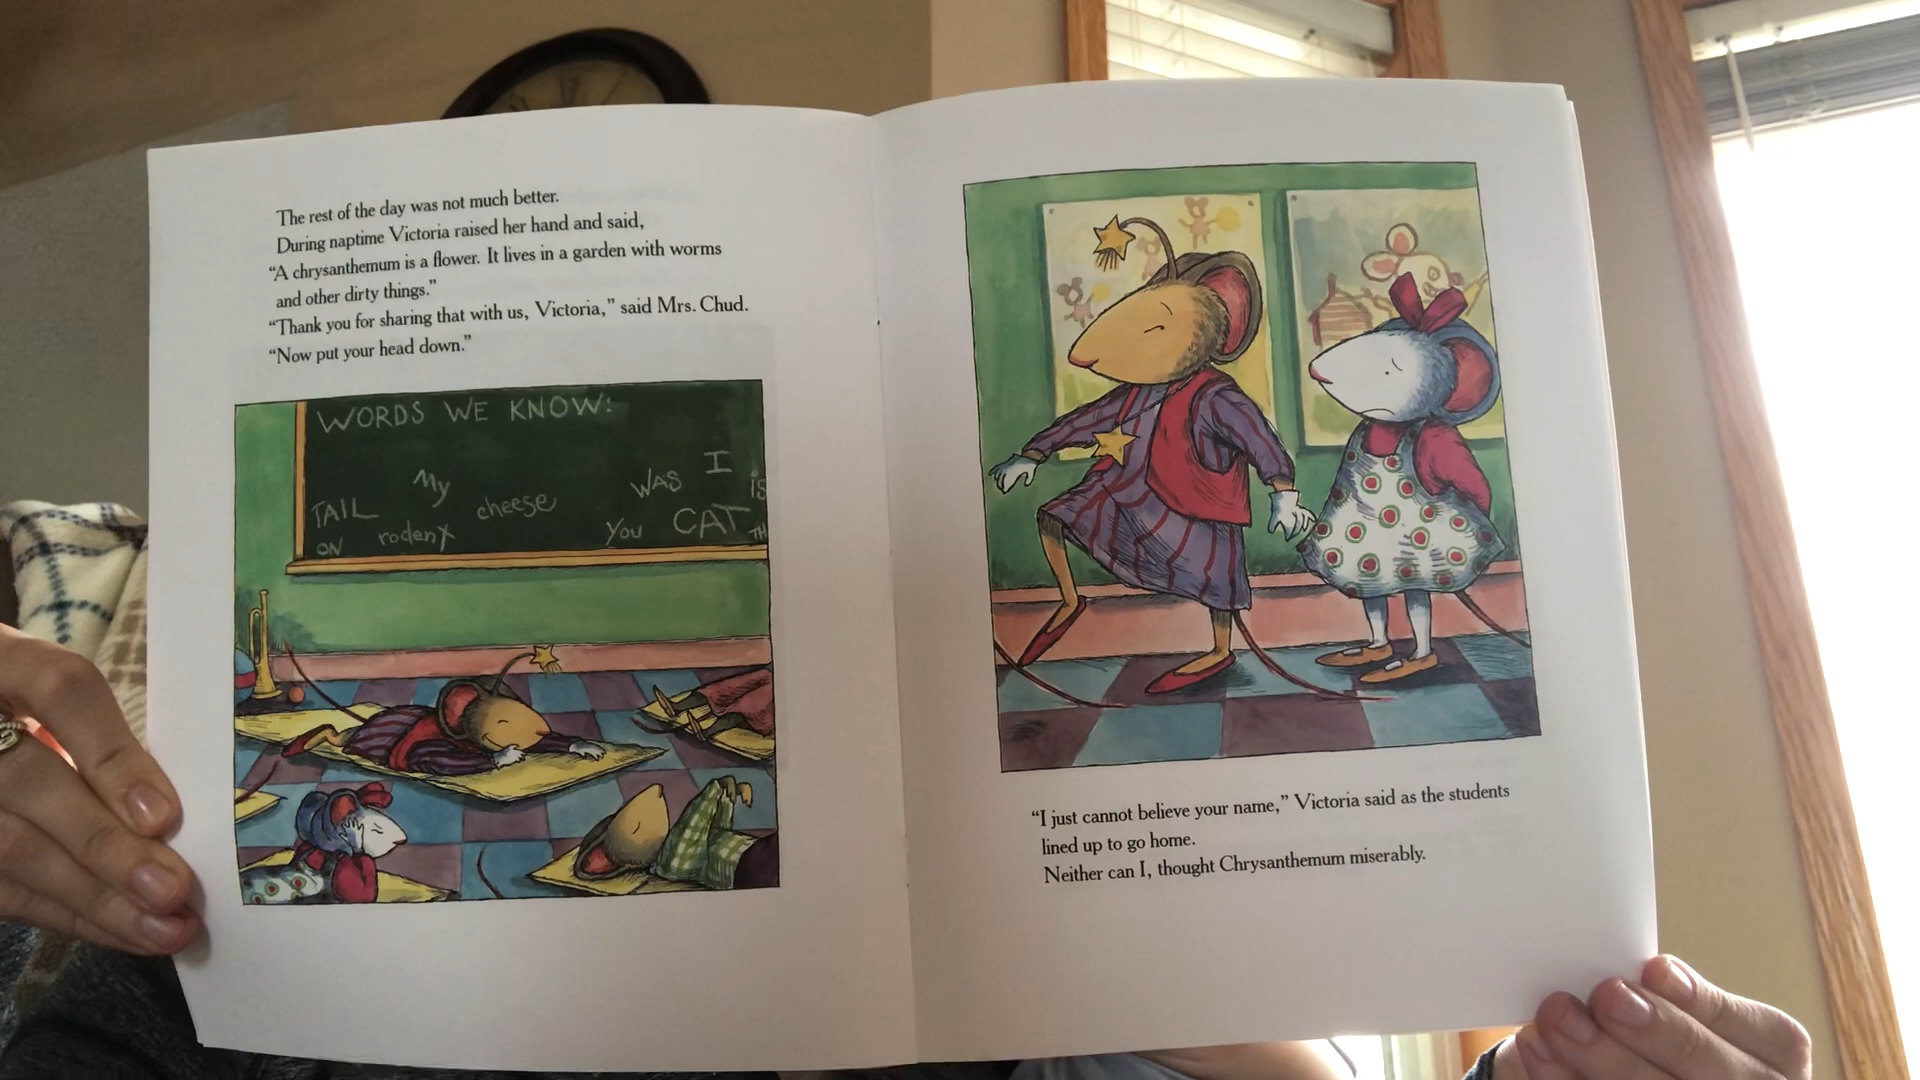 The rest of the day was not much better.
During naptime Victoria raised her hand and said,
“A chrysanthemum is a flower. It lives in a garden with worms
and other dirty things.”
“Thank you for sharing that with us, Victoria,” said Mrs. Chud.
“Now put your head down.”
WORDS WE KNOW:
TAIL My cheese WAS I is
ON rodent You CAT TH
“I just cannot believe your name,” Victoria said as the students
lined up to go home.
Neither can I, thought Chrysanthemum miserably.